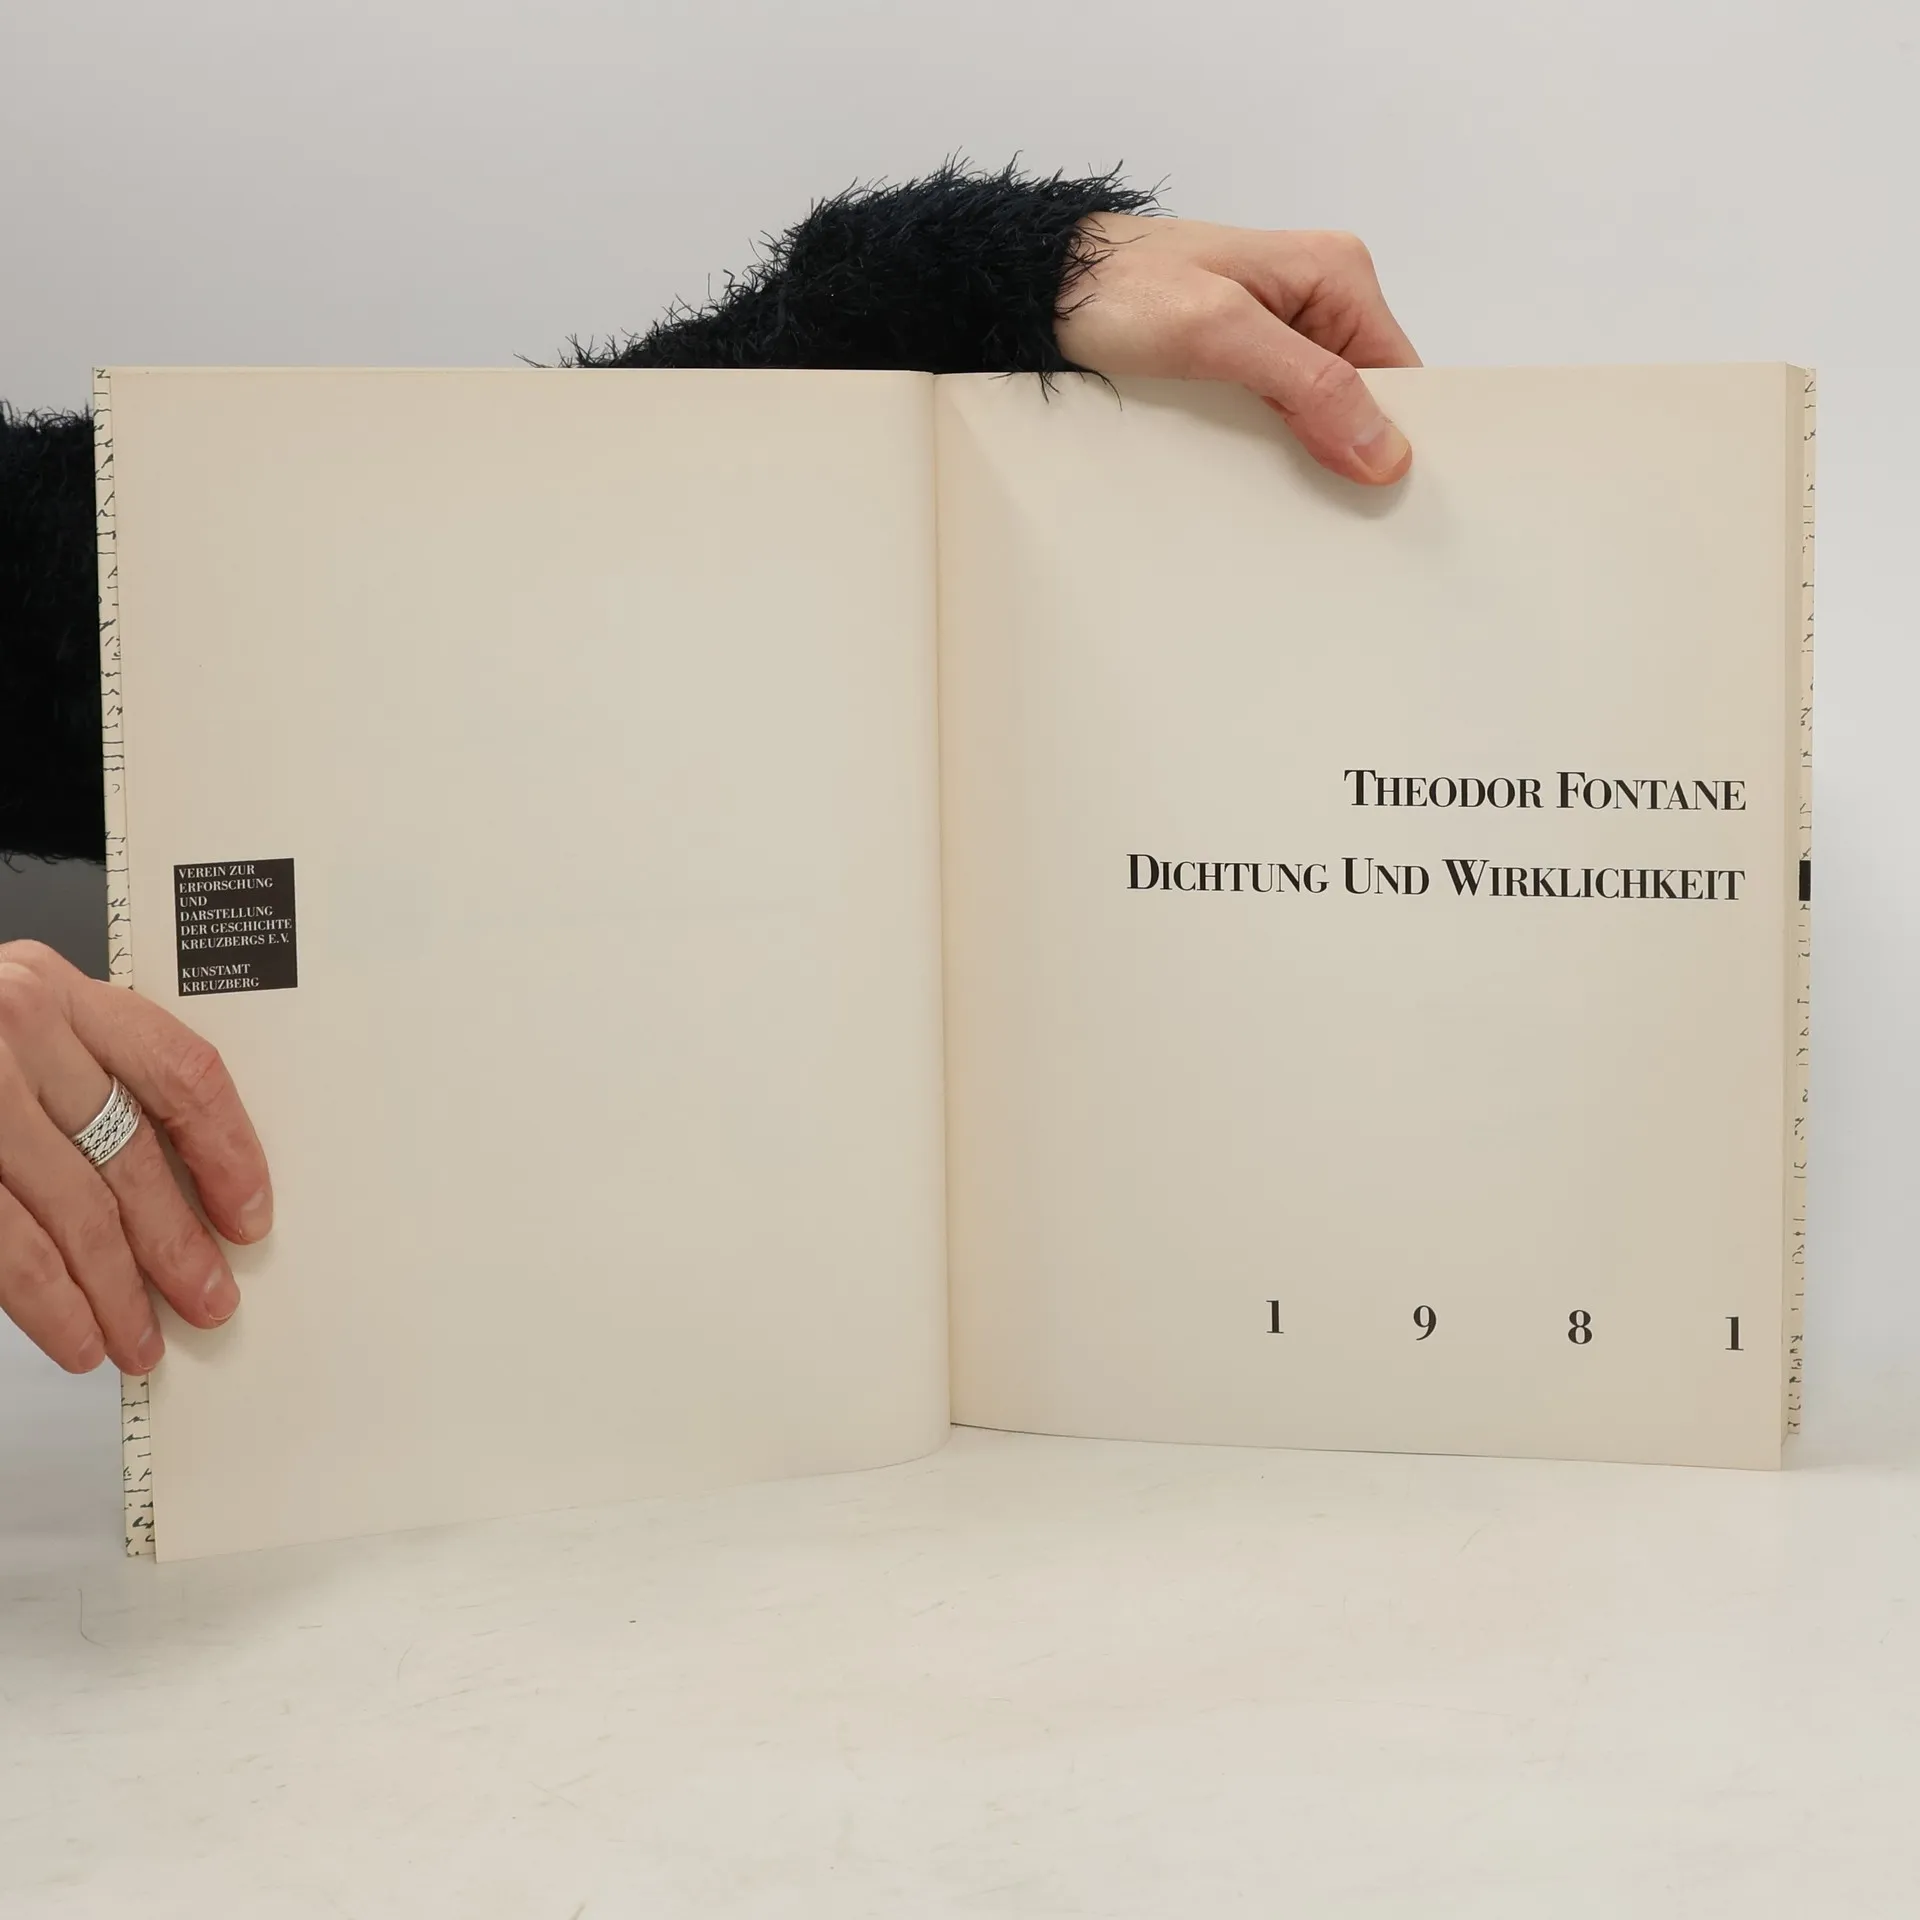 VEREIN ZUR
ERFORSCHUNG
UND
DARSTELLUNG
DER GESCHICHTE
KREUZBERGS E.V.
KUNSTAMT
KREUZBERG
THEODOR FONTANE
DICHTUNG UND WIRKLICHKEIT
1 9 8 1